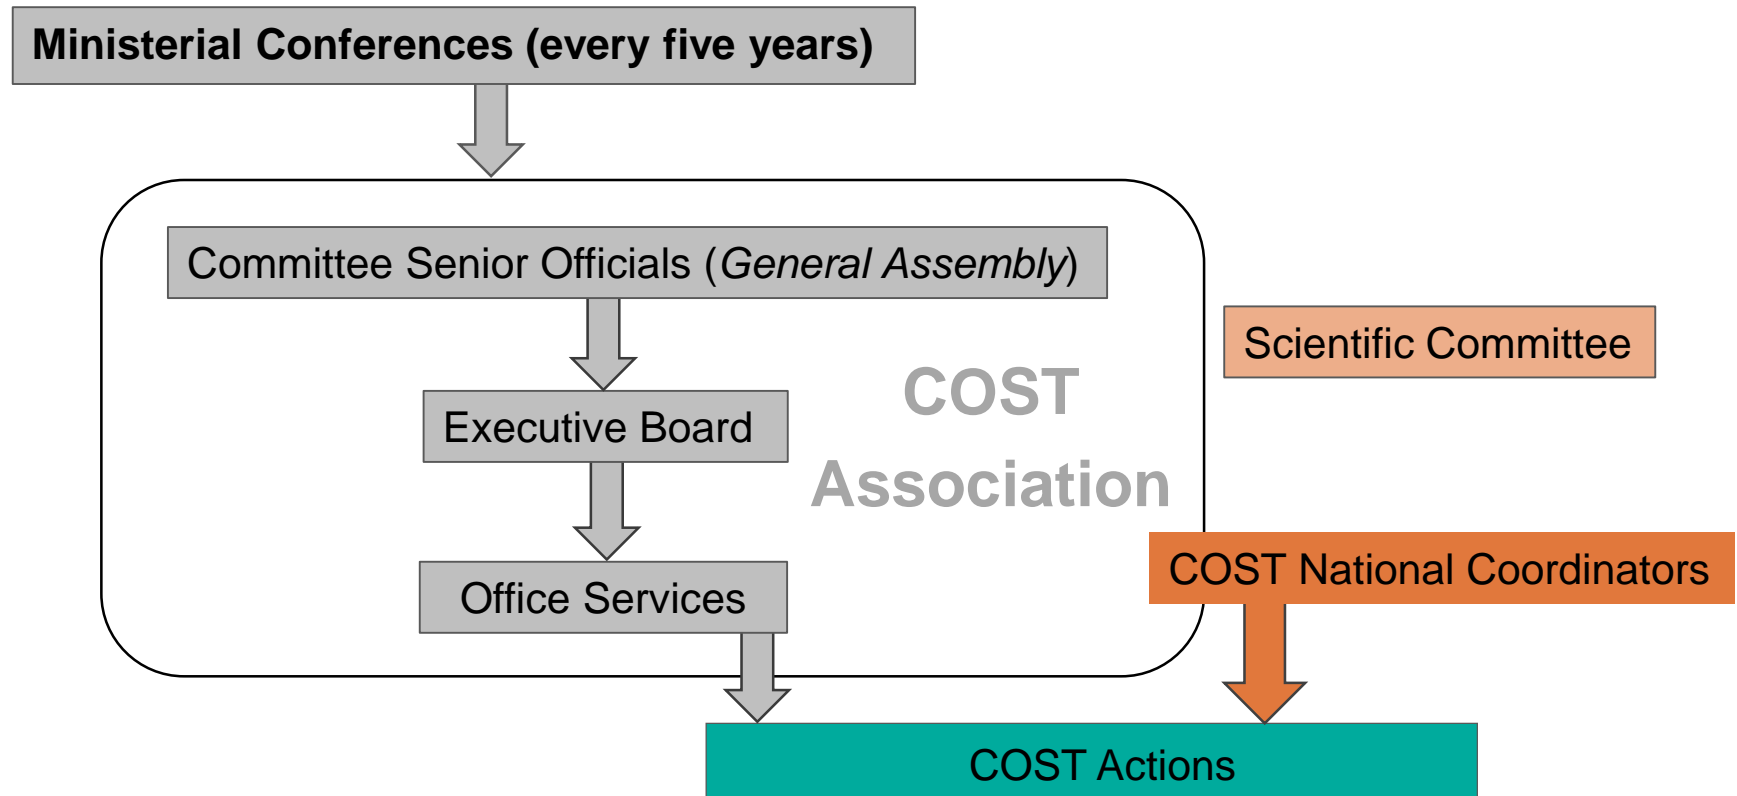 Ministerial Conferences (every five years)
Committee Senior Officials (General Assembly)
Scientific Committee
COST
Executive Board
Association
COST National Coordinators
Office Services
COST Actions